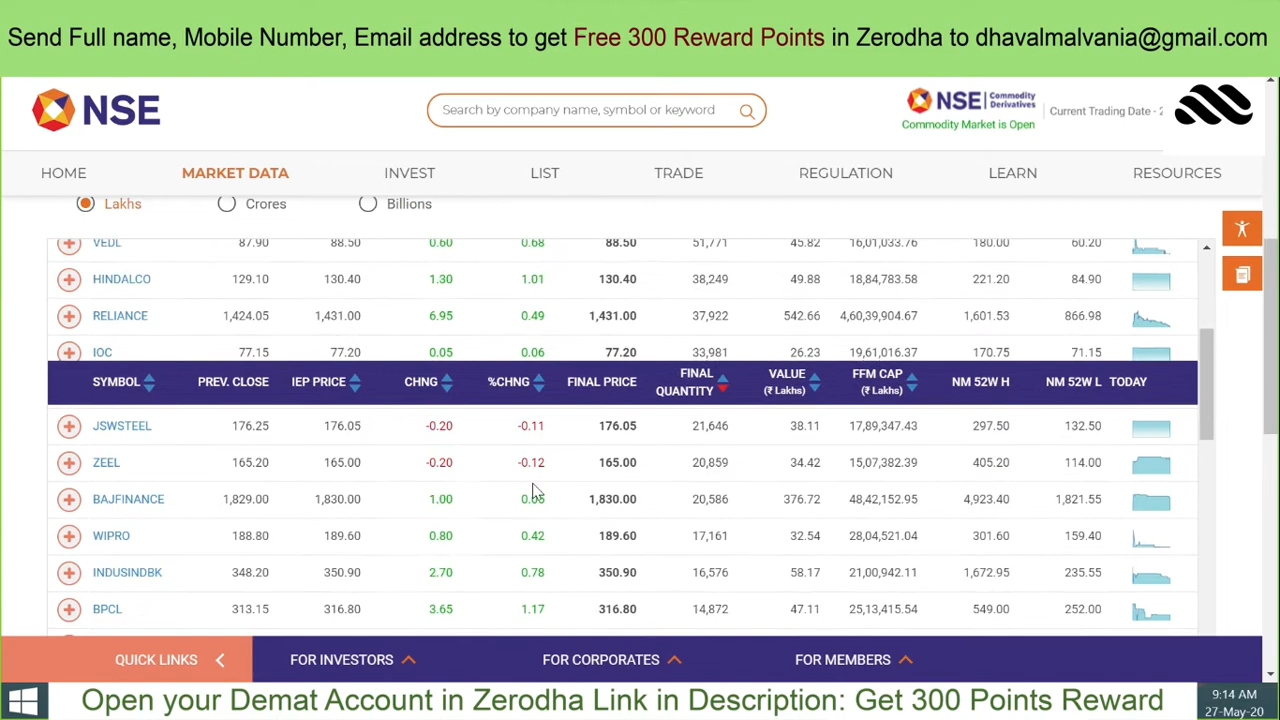 Send Full name, Mobile Number, Email address to get Free 300 Reward Points in Zerodha to dhavalmalvania@gmail.com
NSE
Search by company name, symbol or keyword
NSE Commodity Derivatives
Commodity Market is Open
Current Trading Date - 2
HOME MARKET DATA INVEST LIST TRADE REGULATION LEARN RESOURCES
Lakhs Crores Billions
VEDL 87.90 88.50 0.60 0.68 88.50 51,771 45.82 16,01,033.76 180.00 60.20
HINDALCO 129.10 130.40 1.30 1.01 130.40 38,249 49.88 18,84,783.58 221.20 84.90
RELIANCE 1,424.05 1,431.00 6.95 0.49 1,431.00 37,922 542.66 4,60,39,904.67 1,601.53 866.98
IOC 77.15 77.20 0.05 0.06 77.20 33,981 26.23 19,61,016.37 170.75 71.15
SYMBOL PREV. CLOSE IEP PRICE CHNG %CHNG FINAL PRICE FINAL QUANTITY VALUE (₹ Lakhs) FFM CAP (₹ Lakhs) NM 52W H NM 52W L TODAY
JSWSTEEL 176.25 176.05 -0.20 -0.11 176.05 21,646 38.11 17,89,347.43 297.50 132.50
ZEEL 165.20 165.00 -0.20 -0.12 165.00 20,859 34.42 15,07,382.39 405.20 114.00
BAJFINANCE 1,829.00 1,830.00 1.00 1,830.00 20,586 376.72 48,42,152.95 4,923.40 1,821.55
WIPRO 188.80 189.60 0.80 0.42 189.60 17,161 32.54 28,04,521.04 301.60 159.40
INDUSINDBK 348.20 350.90 2.70 0.78 350.90 16,576 58.17 21,00,942.11 1,672.95 235.55
BPCL 313.15 316.80 3.65 1.17 316.80 14,872 47.11 25,13,415.54 549.00 252.00
QUICK LINKS FOR INVESTORS FOR CORPORATES FOR MEMBERS
Open your Demat Account in Zerodha Link in Description: Get 300 Points Reward
9:14 AM
27-May-20